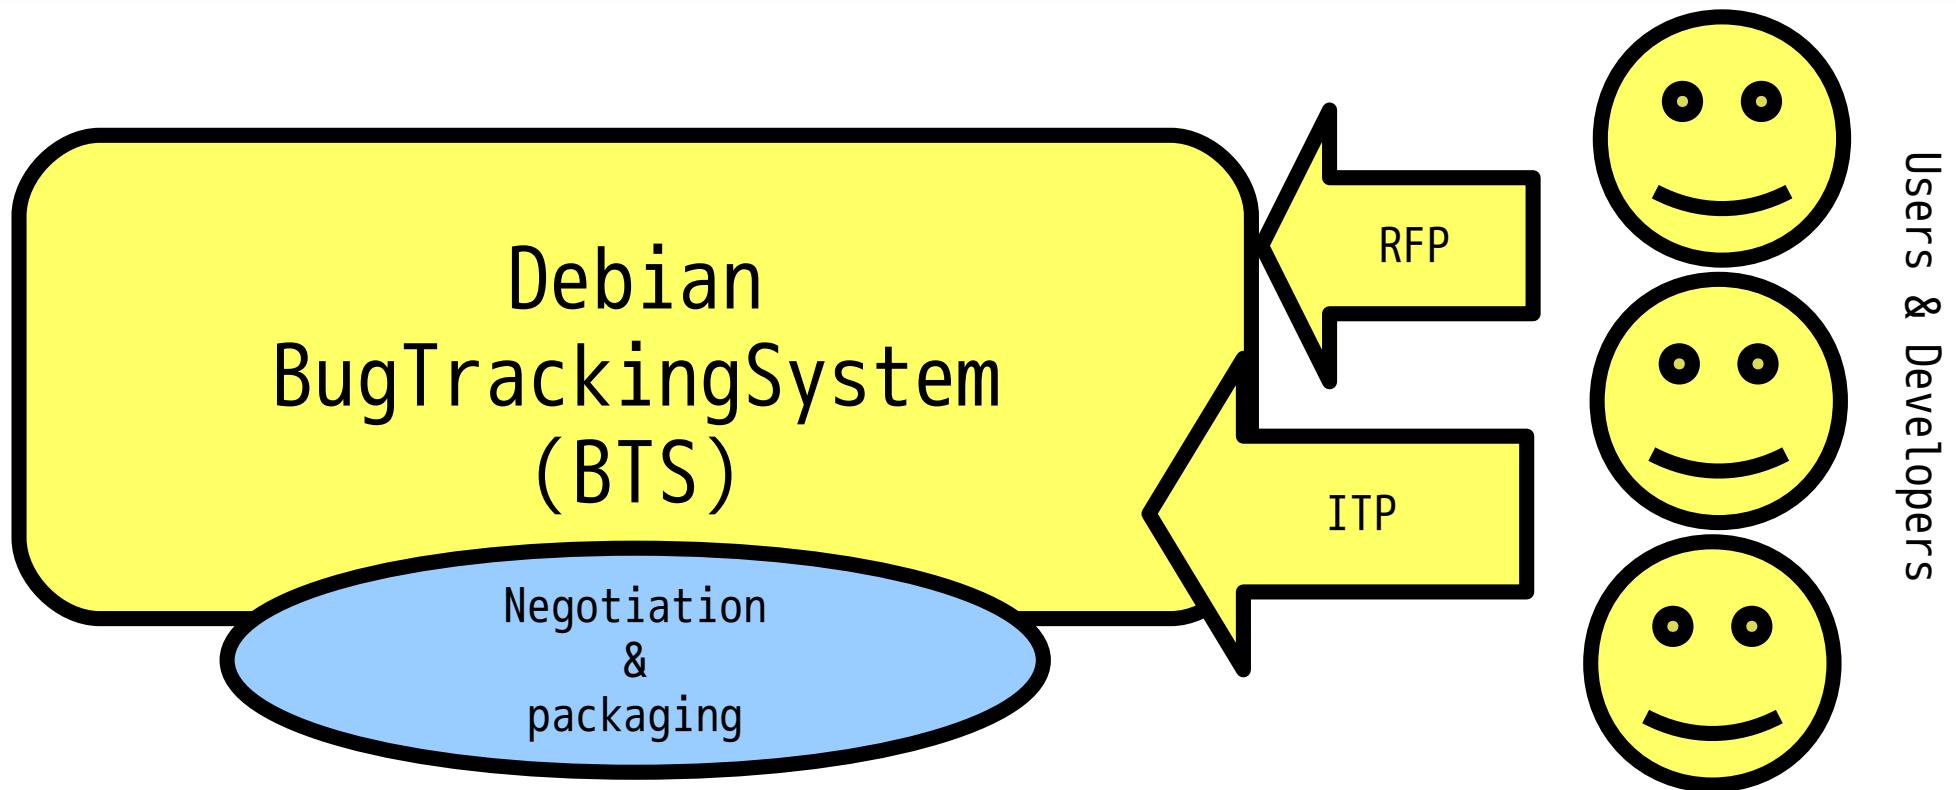 Debian
BugTrackingSystem
(BTS)
Negotiation
&
packaging
RFP
ITP
Users & Developers